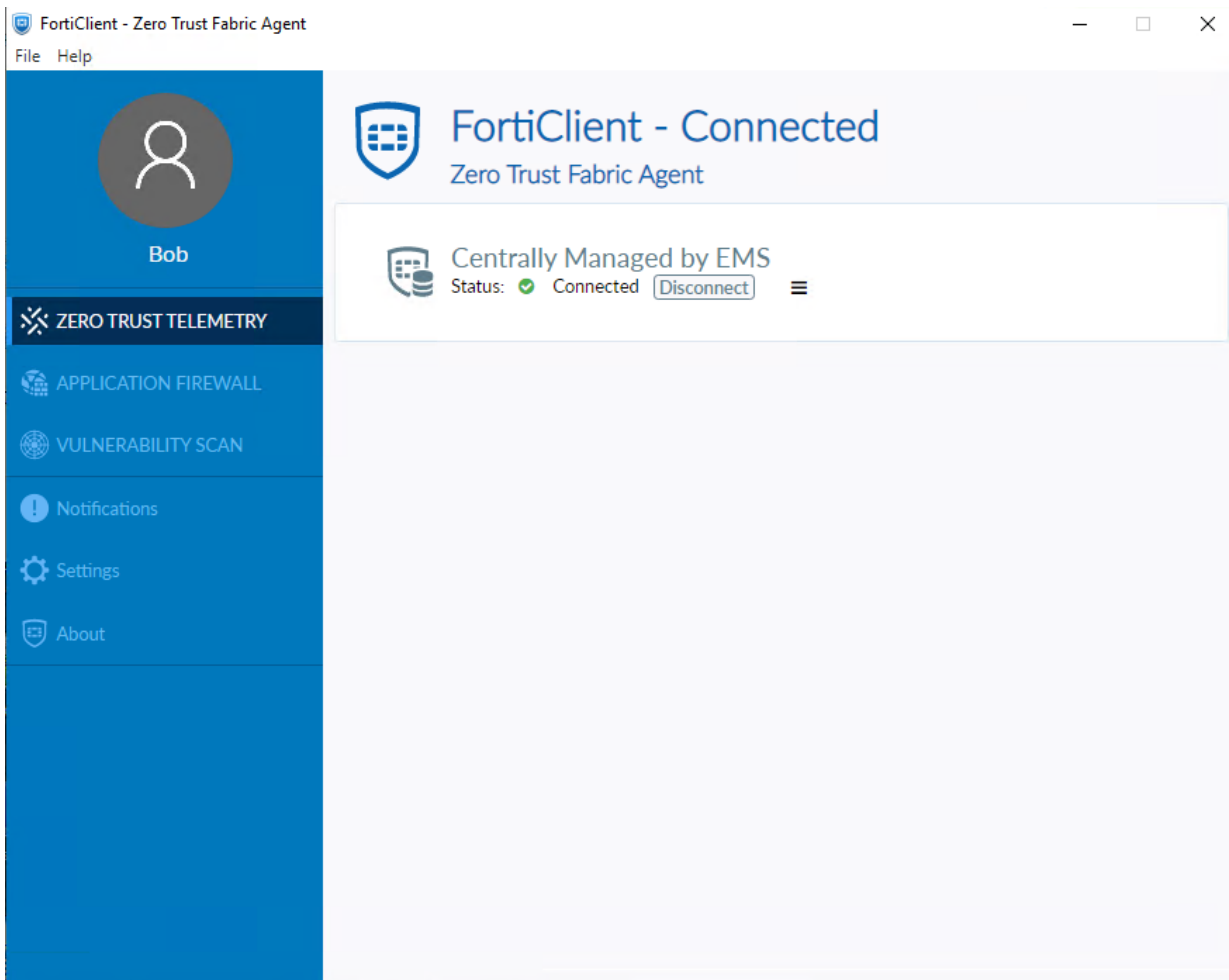 FortiClient - Zero Trust Fabric Agent
File Help
Bob
ZERO TRUST TELEMETRY
APPLICATION FIREWALL
VULNERABILITY SCAN
Notifications
Settings
About
FortiClient - Connected
Zero Trust Fabric Agent
Centrally Managed by EMS
Status: Connected Disconnect